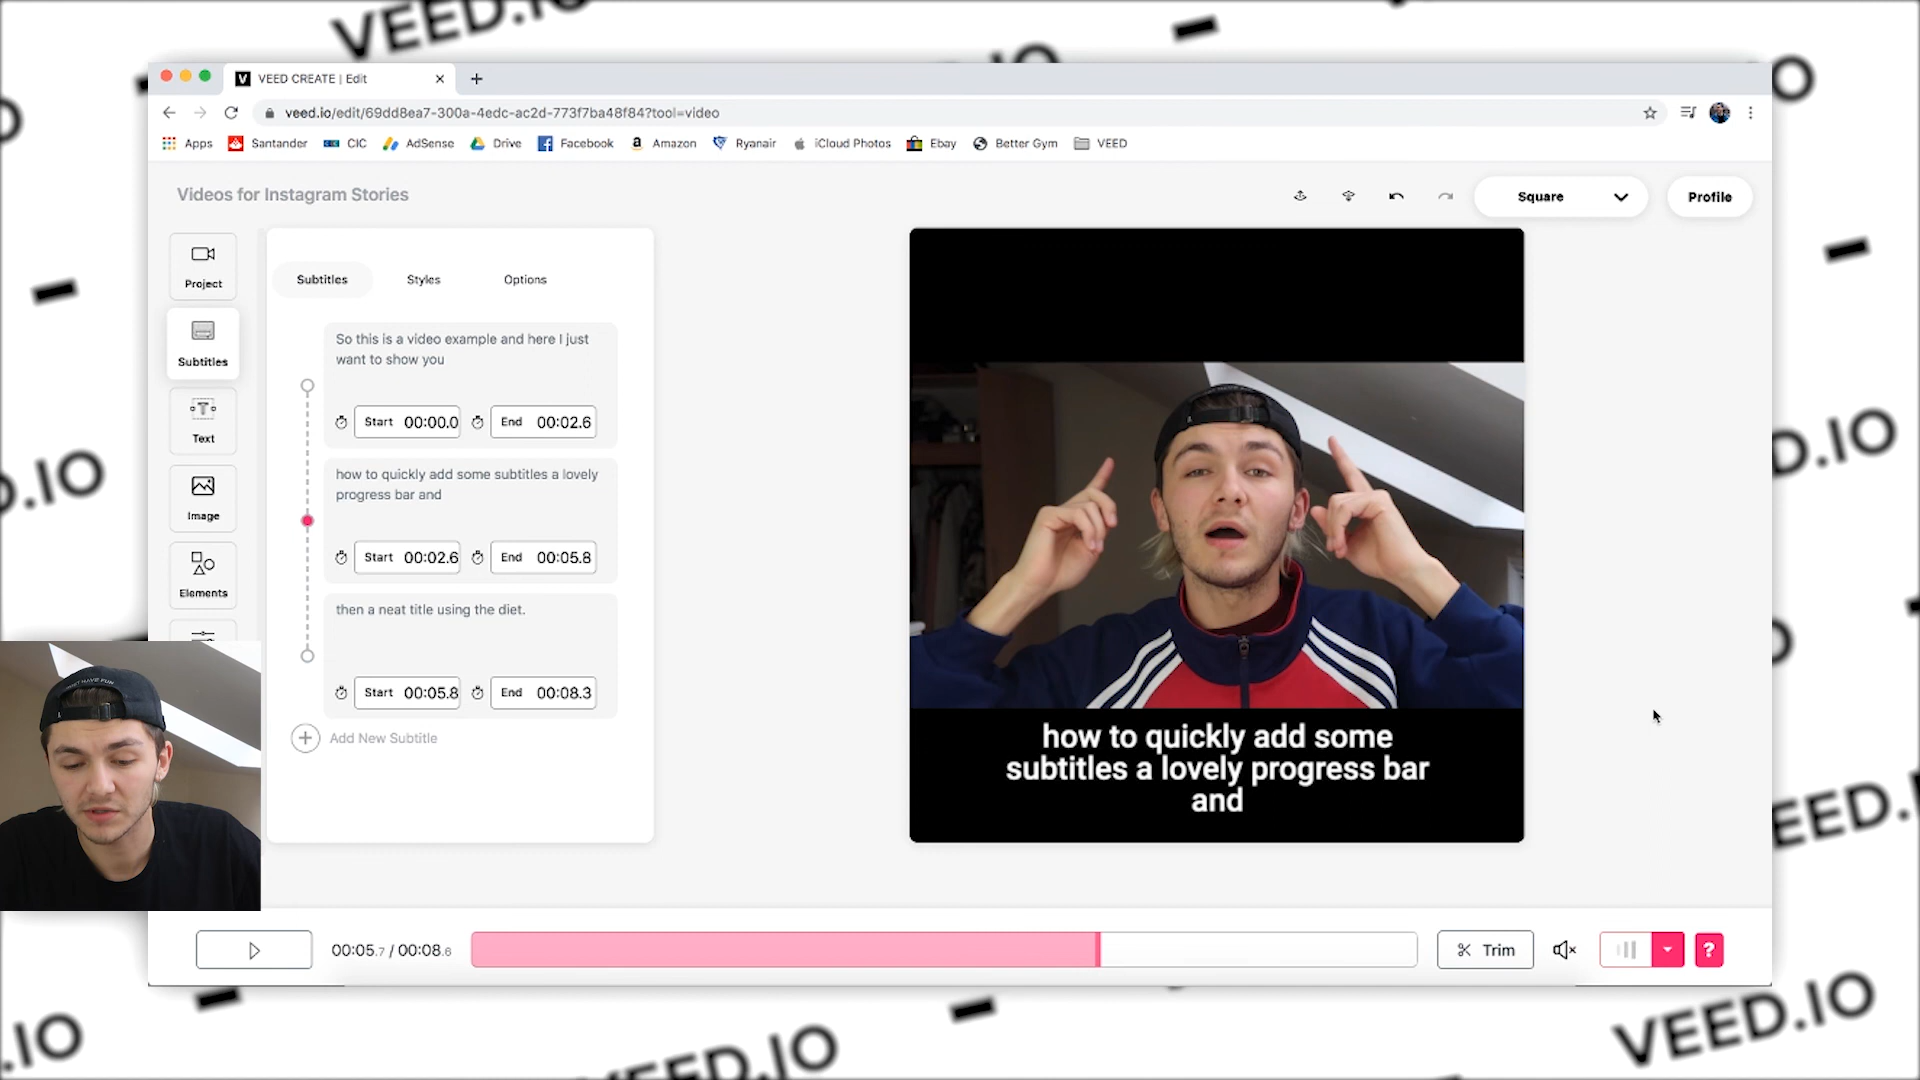 VEED.IO
VEED CREATE | Edit
veed.io/edit/69dd8ea7-300a-4edc-ac2d-773f7ba48f84?tool=video
Apps
Santander
CIC
AdSense
Drive
Facebook
Amazon
Ryanair
iCloud Photos
Ebay
Better Gym
VEED
Videos for Instagram Stories
Square
Profile
Project
Subtitles
Text
Image
Elements
Subtitles
Styles
Options
So this is a video example and here I just
want to show you
Start 00:00.0
End 00:02.6
how to quickly add some subtitles a lovely
progress bar and
Start 00:02.6
End 00:05.8
then a neat title using the diet.
Start 00:05.8
End 00:08.3
Add New Subtitle
how to quickly add some
subtitles a lovely progress bar
and
00:05.7 / 00:08.6
Trim
?
D.IO
D.IO
VEED.I
.IO
VEED.IO
VEED.IO